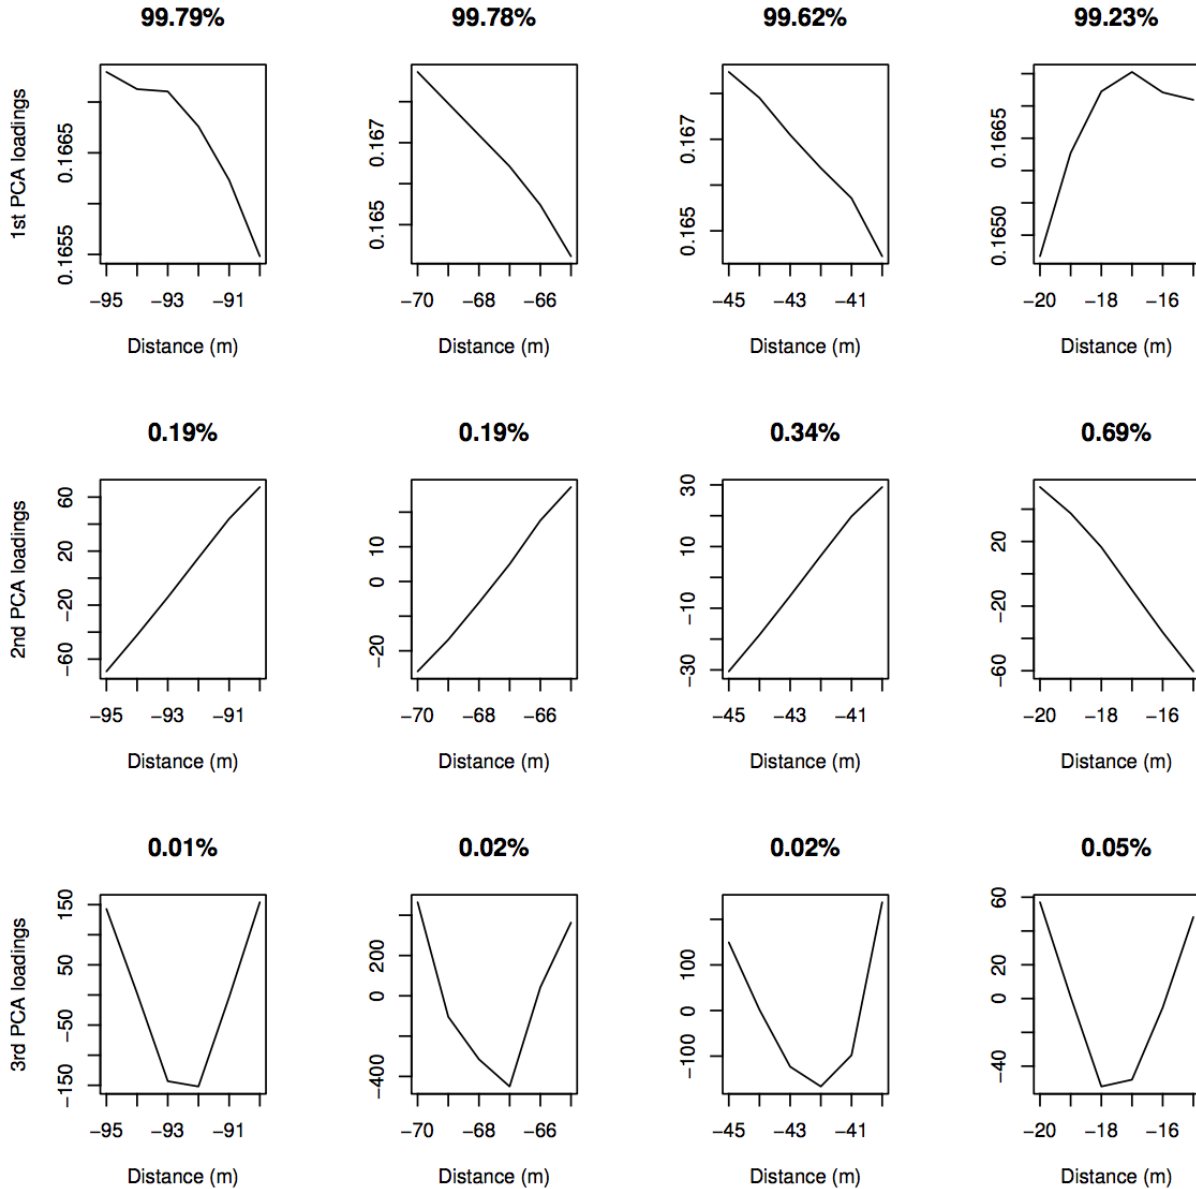 99.79% 99.78% 99.62% 99.23%
1st PCA loadings
0.1655 0.1665
0.165 0.167
0.165 0.167
0.1650 0.1665
−95 −93 −91 −70 −68 −66 −45 −43 −41 −20 −18 −16
Distance (m) Distance (m) Distance (m) Distance (m)
0.19% 0.19% 0.34% 0.69%
2nd PCA loadings
−60 −20 20 60
−20 0 10
−30 −10 10 30
−60 −20 20
−95 −93 −91 −70 −68 −66 −45 −43 −41 −20 −18 −16
Distance (m) Distance (m) Distance (m) Distance (m)
0.01% 0.02% 0.02% 0.05%
3rd PCA loadings
−150 −50 50 150
−400 0 200
−100 0 100
−40 0 20 60
−95 −93 −91 −70 −68 −66 −45 −43 −41 −20 −18 −16
Distance (m) Distance (m) Distance (m) Distance (m)